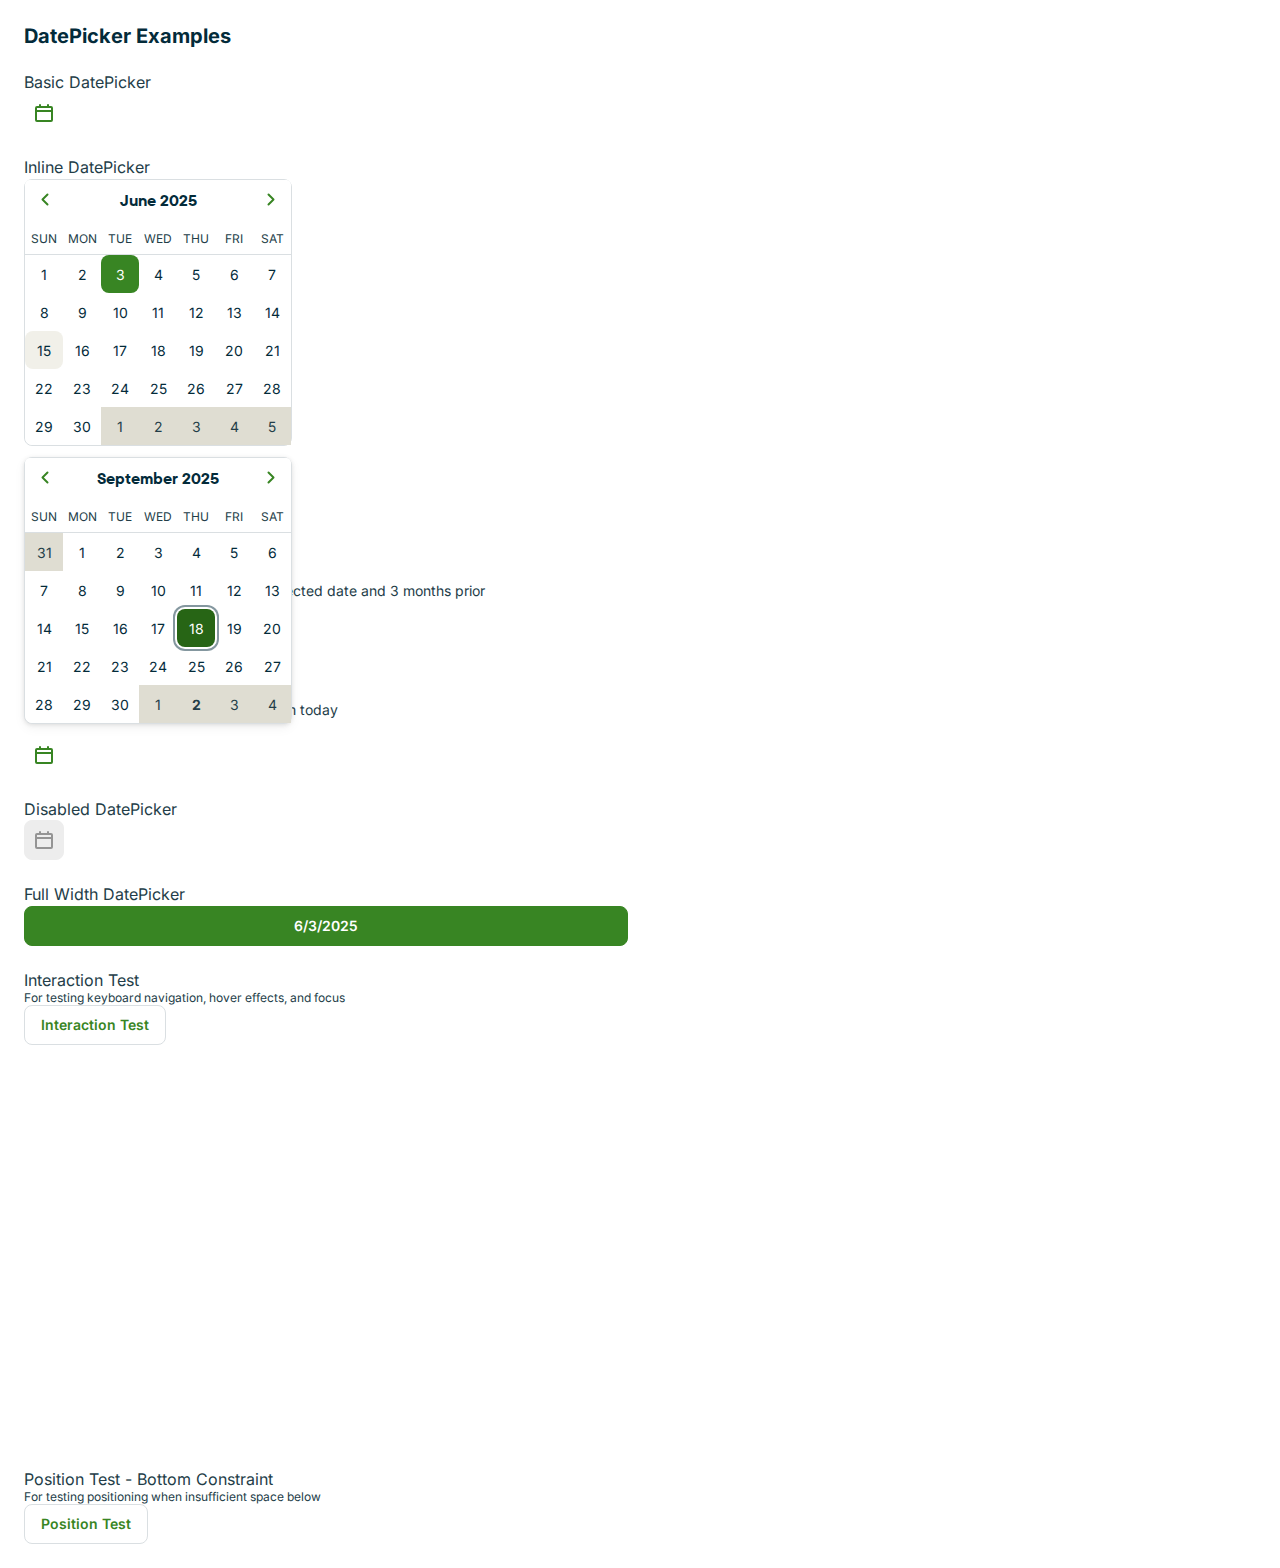 DatePicker Examples
Basic DatePicker
Inline DatePicker
June 2025
SUN MON TUE WED THU FRI SAT
1 2 3 4 5 6 7
8 9 10 11 12 13 14
15 16 17 18 19 20 21
22 23 24 25 26 27 28
29 30 1 2 3 4 5
September 2025
SUN MON TUE WED THU FRI SAT
31 1 2 3 4 5 6
7 8 9 10 11 12 13
date and 3 months prior
14 15 16 17 18 19 20
21 22 23 24 25 26 27
28 29 30 1 2 3 4
today
Disabled DatePicker
Full Width DatePicker
6/3/2025
Interaction Test
For testing keyboard navigation, hover effects, and focus
Interaction Test
Position Test - Bottom Constraint
For testing positioning when insufficient space below
Position Test